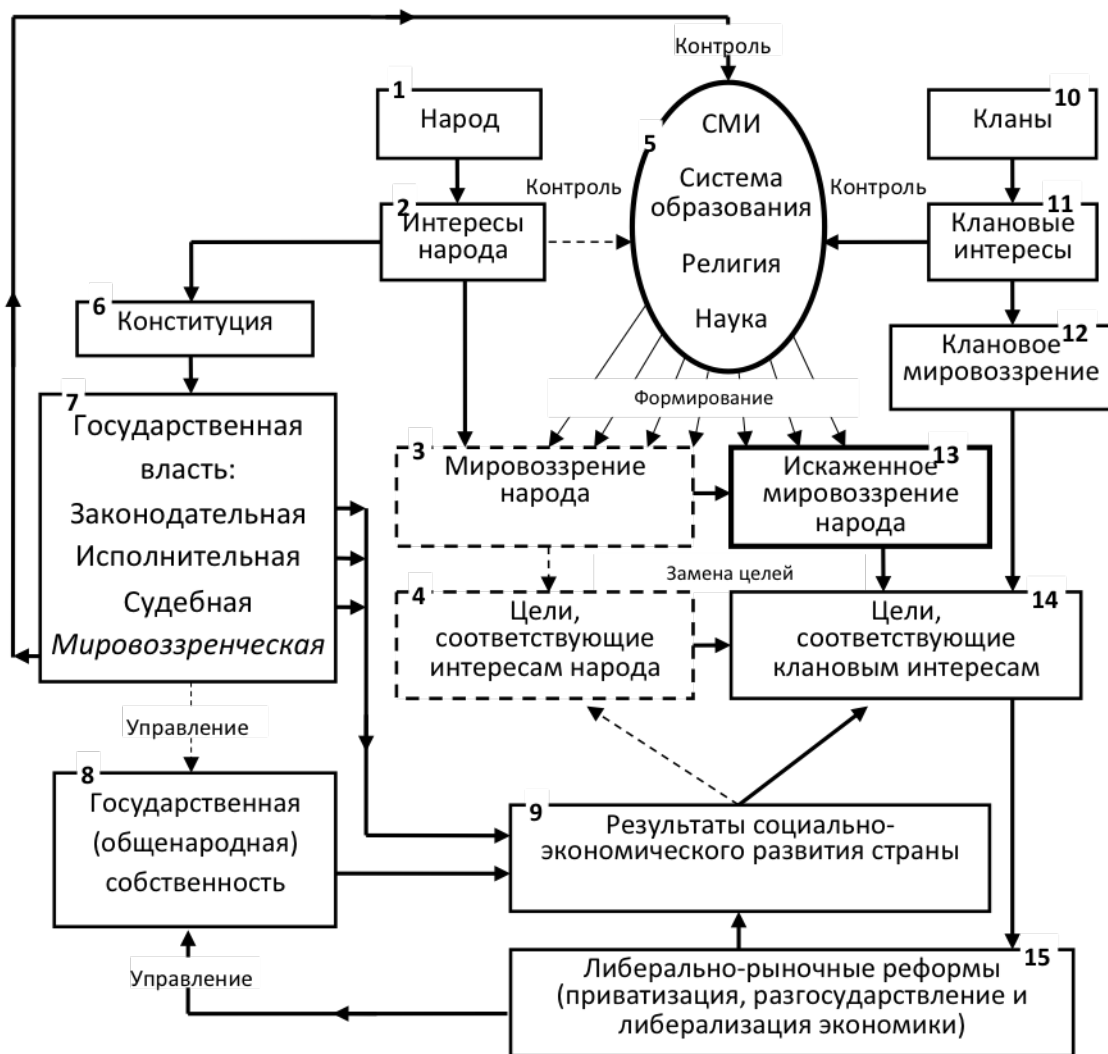 Контроль
1
Народ
5
СМИ
Система
образования
Религия
Наука
10
Кланы
Контроль
Контроль
2
Интересы
народа
11
Клановые
интересы
6
Конституция
12
Клановое
мировоззрение
7
Государственная
власть:
Законодательная
Исполнительная
Судебная
Мировоззренческая
Формирование
3
Мировоззрение
народа
13
Искаженное
мировоззрение
народа
Замена целей
4
Цели,
соответствующие
интересам народа
14
Цели,
соответствующие
клановым интересам
Управление
8
Государственная
(общенародная)
собственность
9
Результаты социально-
экономического развития страны
Управление
15
Либерально-рыночные реформы
(приватизация, разгосударствление и
либерализация экономики)